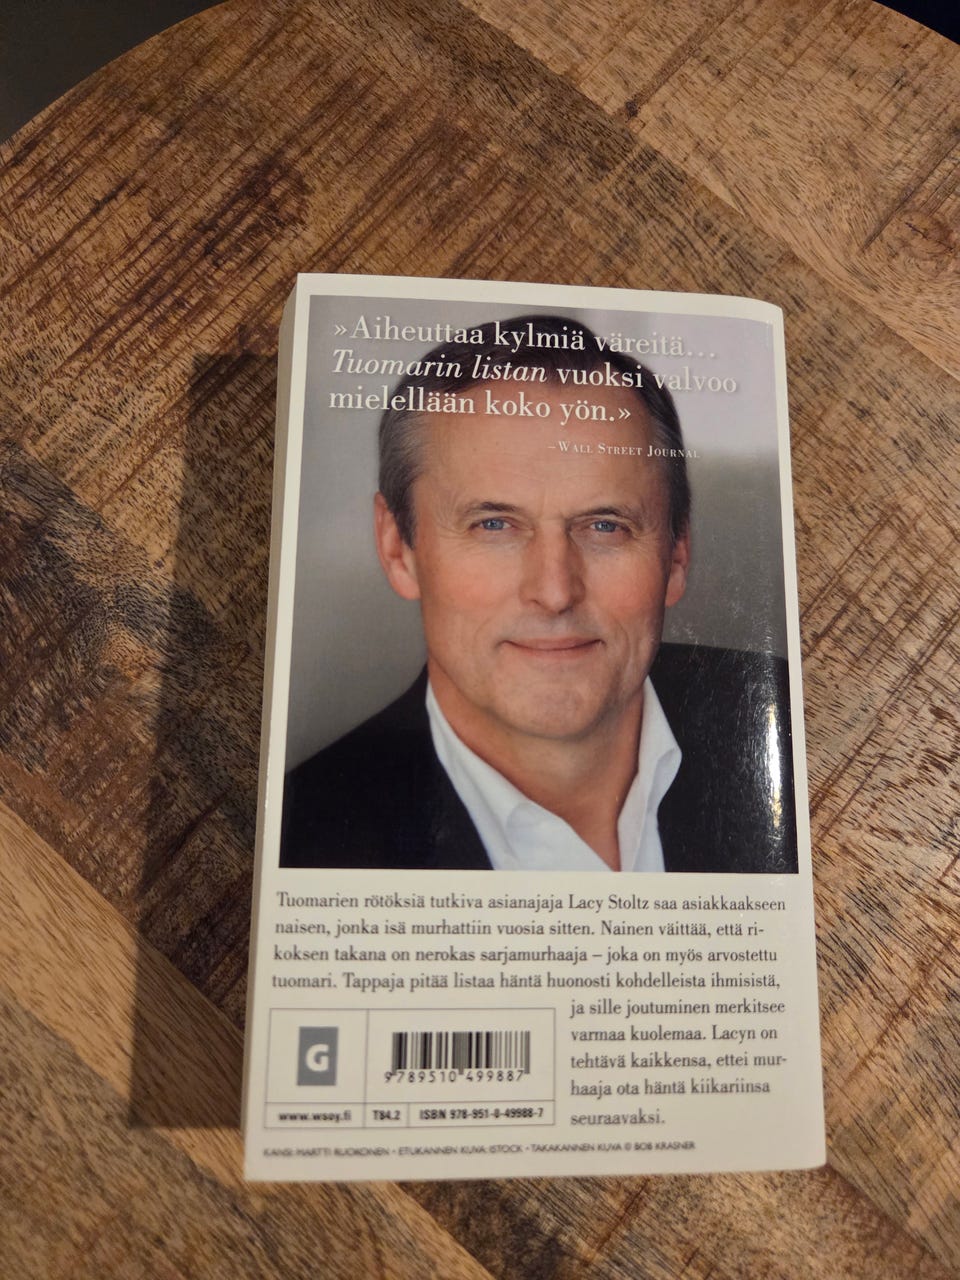 »Aiheuttaa kylmiä väreitä…
Tuomarin listan vuoksi valvoo
mielellään koko yön.»
–Wall Street Journal
Tuomarien rötöksiä tutkiva asianajaja Lacy Stoltz saa asiakkaakseen
naisen, jonka isä murhattiin vuosia sitten. Nainen väittää, että ri-
koksen takana on nerokas sarjamurhaaja – joka on myös arvostettu
tuomari. Tappaja pitää listaa häntä huonosti kohdelleista ihmisistä,
ja sille joutuminen merkitsee
varmaa kuolemaa. Lacyn on
tehtävä kaikkensa, ettei mur-
haaja ota häntä kiikariinsa
seuraavaksi.
G
9789510499887
www.wsoy.fi
T84.2
ISBN 978-951-0-49988-7
KANSI: MARTTI RUOKONEN • ETUKANNEN KUVA: ISTOCK • TAKAKANNEN KUVA © BOB KRASNER